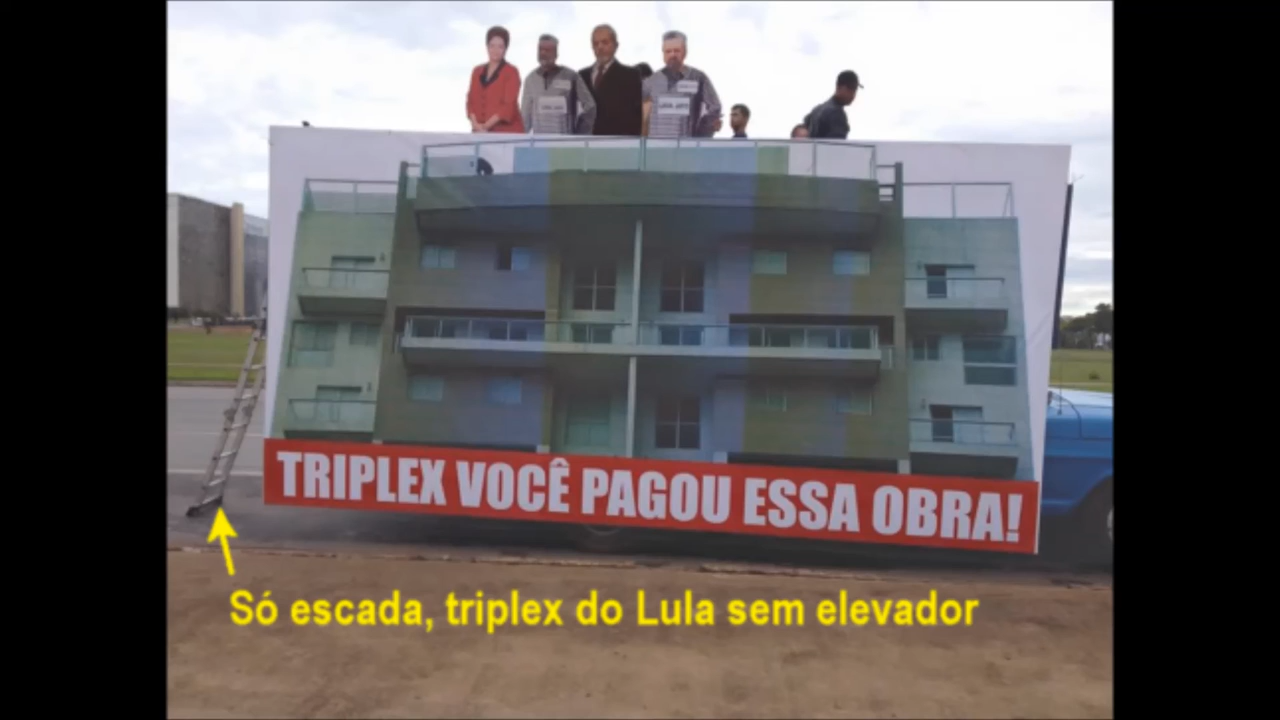 TRIPLEX VOCÊ PAGOU ESSA OBRA!
Só escada, triplex do Lula sem elevador